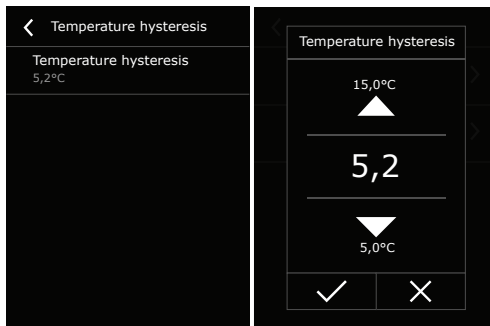 Temperature hysteresis
Temperature hysteresis
5,2°C
Temperature hysteresis
15,0°C
5,2
5,0°C